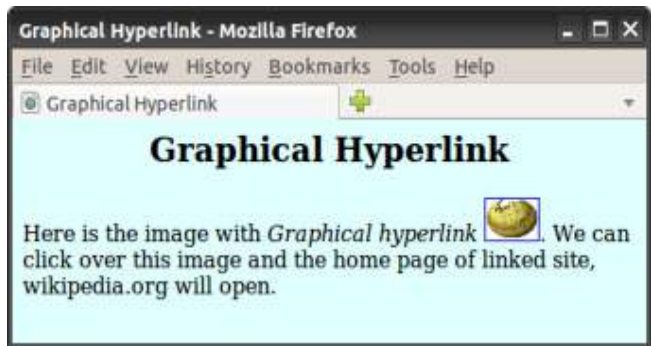 Graphical Hyperlink - Mozilla Firefox
File Edit View History Bookmarks Tools Help
Graphical Hyperlink
Graphical Hyperlink
Here is the image with Graphical hyperlink . We can
click over this image and the home page of linked site,
wikipedia.org will open.